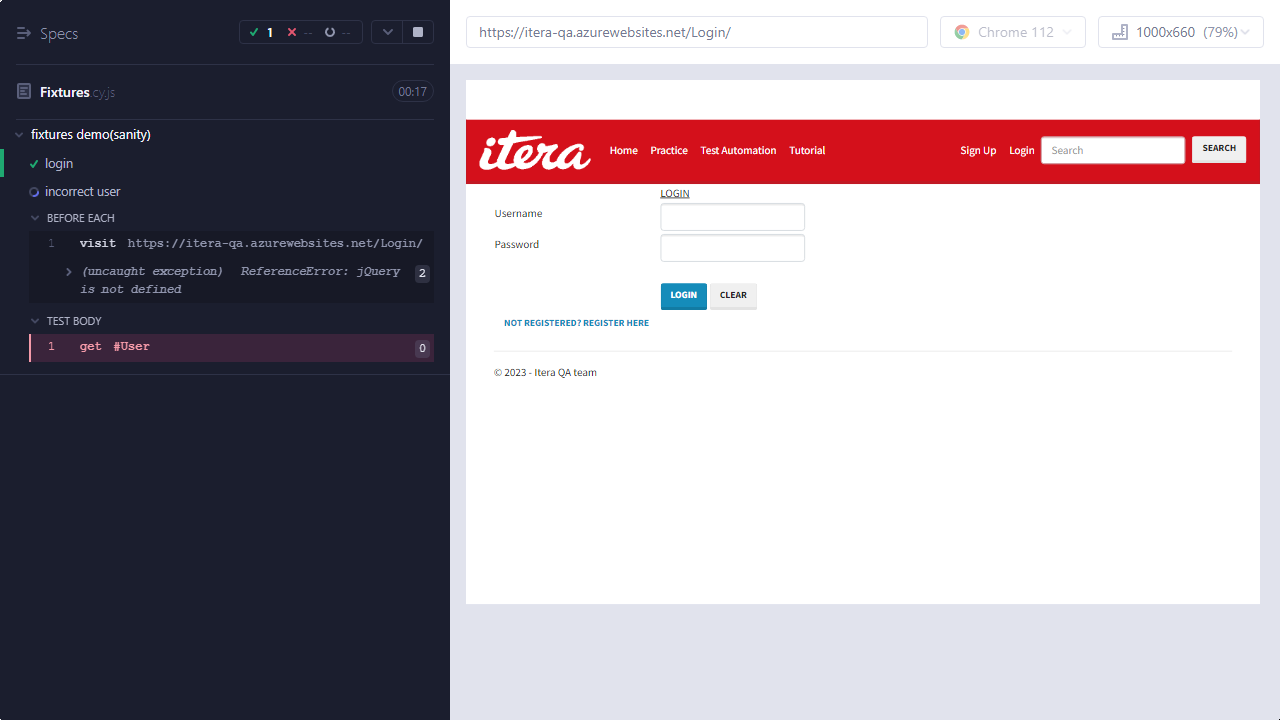 Specs
1
--
--
https://itera-qa.azurewebsites.net/Login/
Chrome 112
1000x660 (79%)
Fixtures.cy.js
00:17
fixtures demo(sanity)
login
incorrect user
BEFORE EACH
1 visit https://itera-qa.azurewebsites.net/Login/
(uncaught exception) ReferenceError: jQuery
is not defined
2
TEST BODY
1 get #User
0
itera
Home
Practice
Test Automation
Tutorial
Sign Up
Login
Search
SEARCH
LOGIN
Username
Password
LOGIN
CLEAR
NOT REGISTERED? REGISTER HERE
© 2023 - Itera QA team